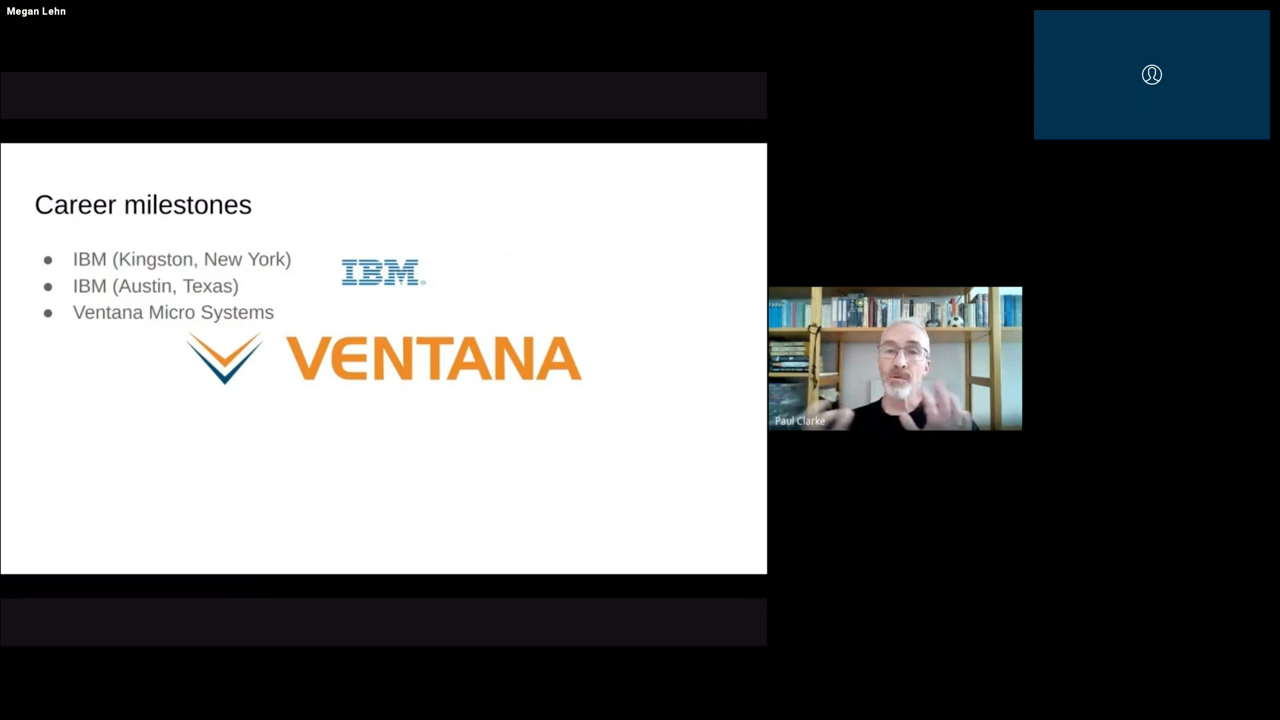 Megan Lehn
Career milestones
● IBM (Kingston, New York)
● IBM (Austin, Texas)
● Ventana Micro Systems
IBM®
VENTANA
Paul Clarke